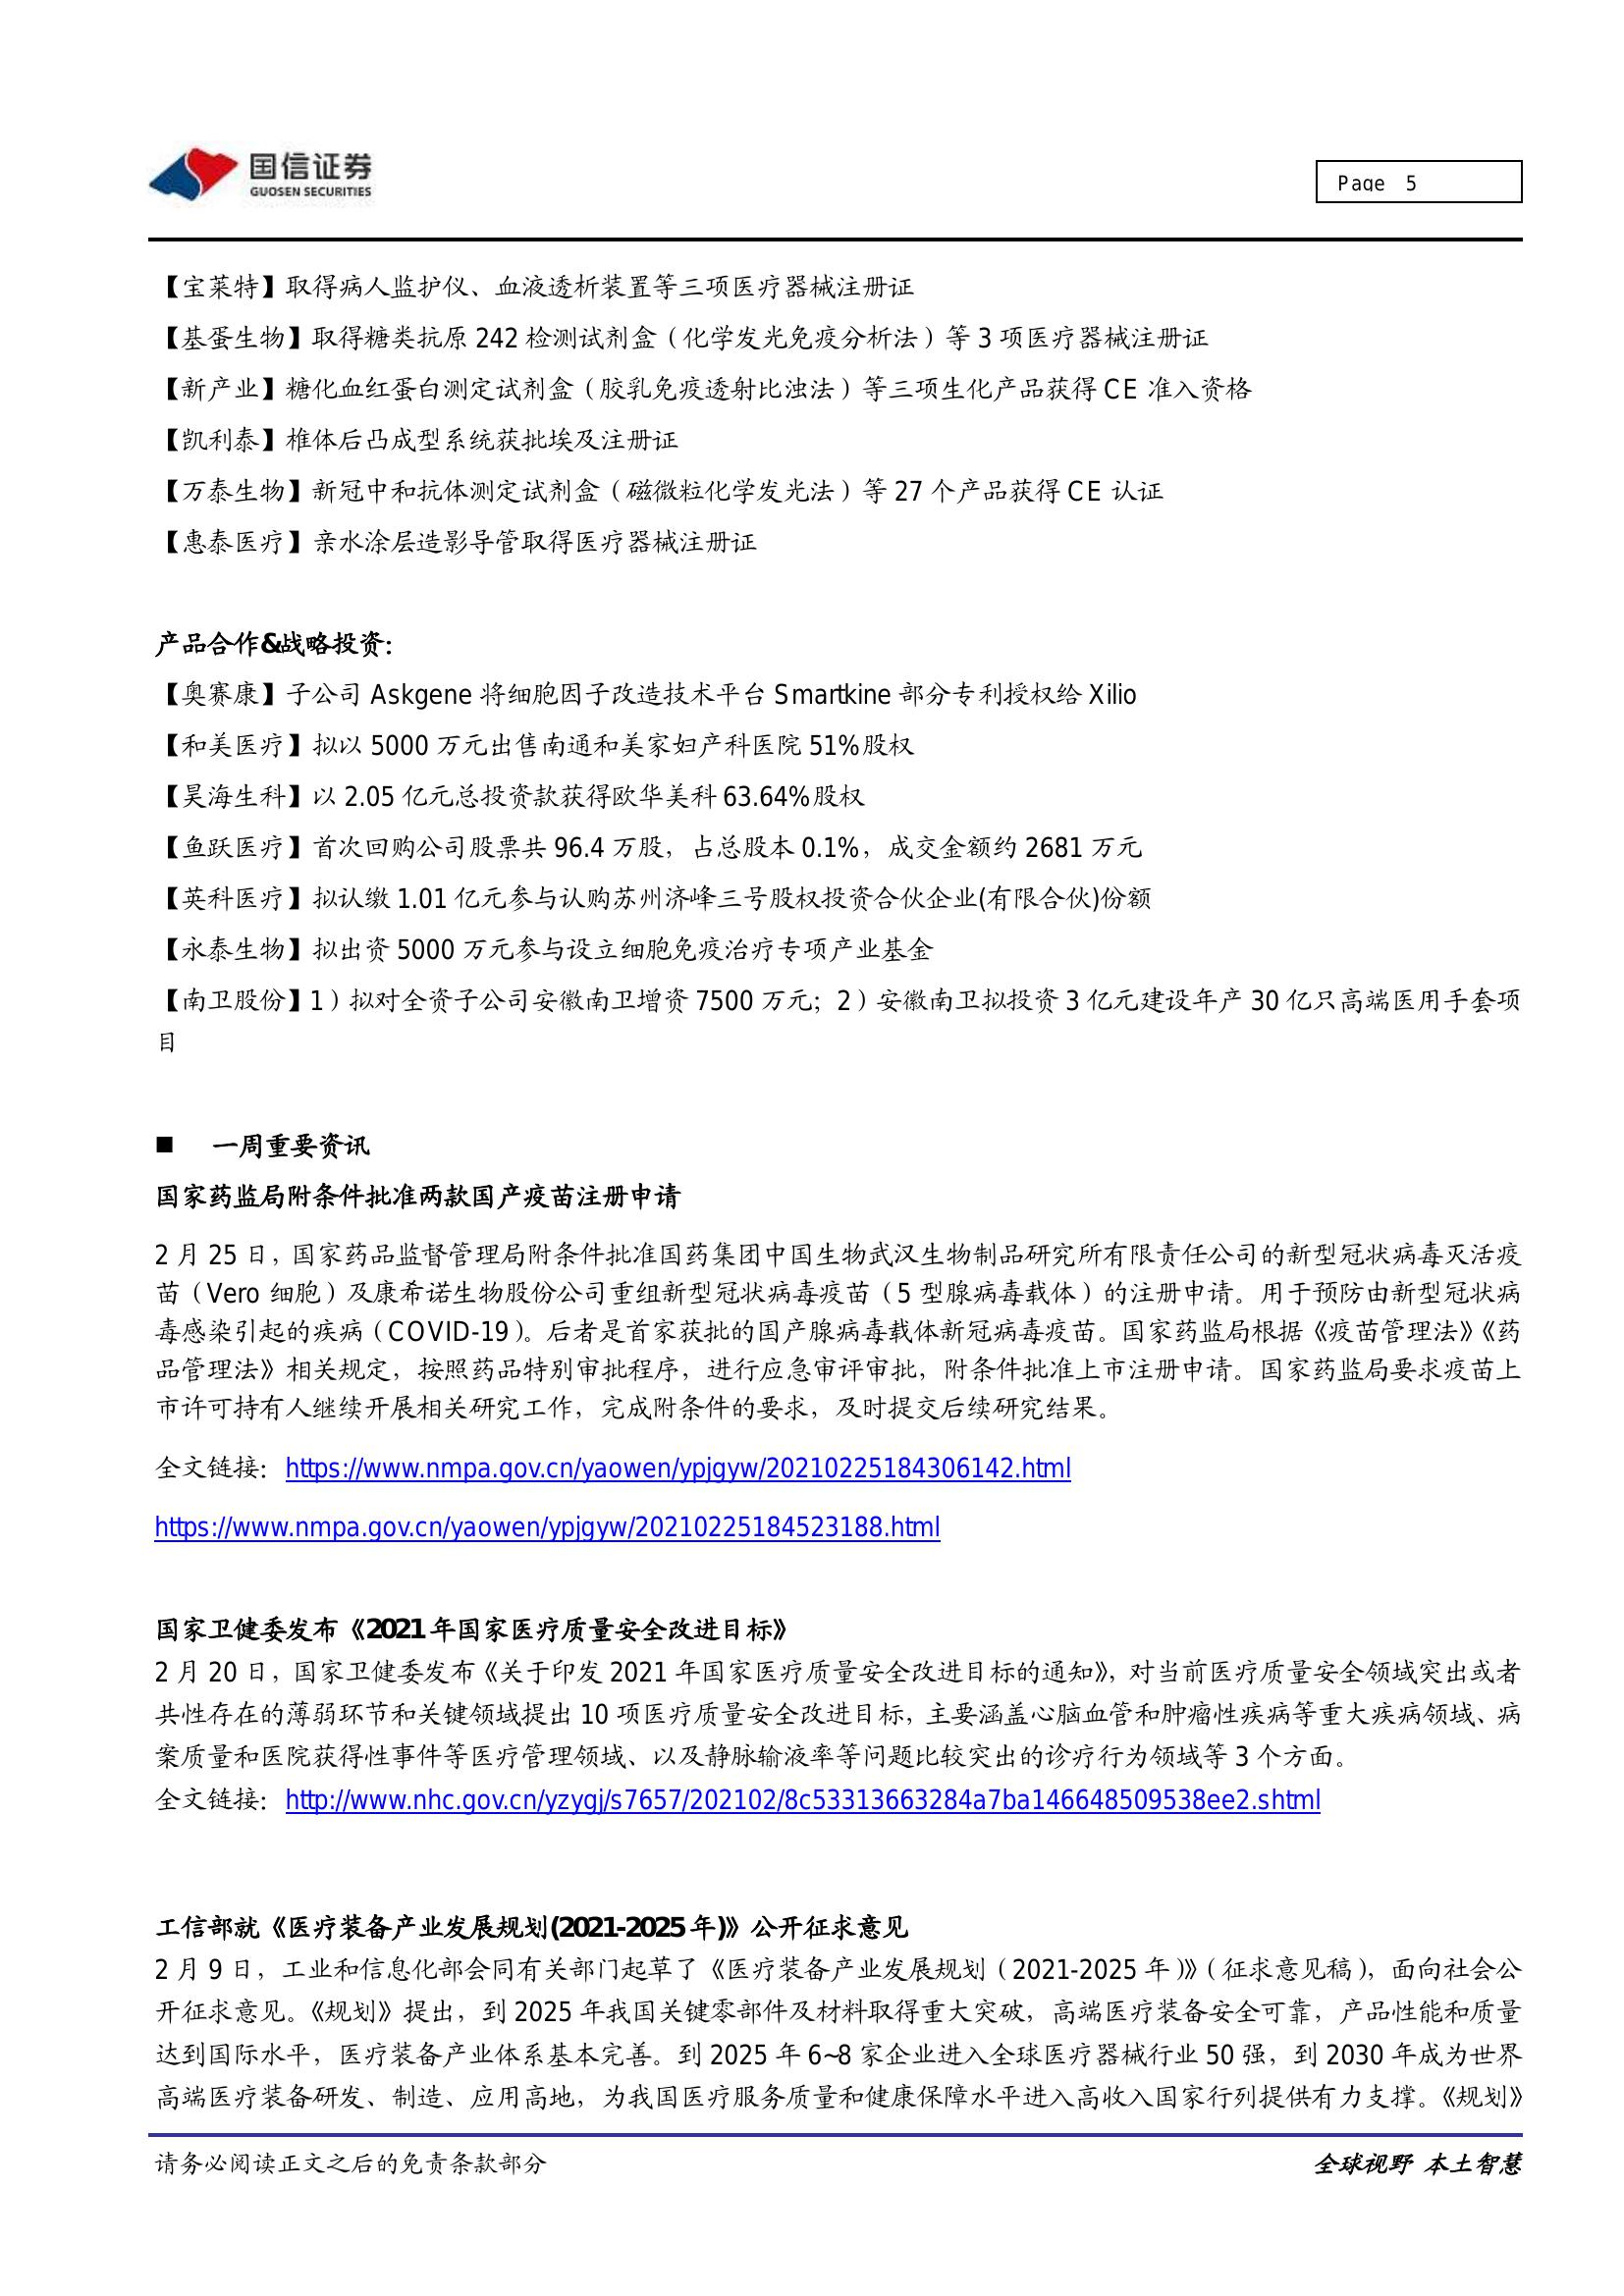 国信证券
GUOSEN SECURITIES
Page 5
【宝莱特】取得病人监护仪、血液透析装置等三项医疗器械注册证
【基蛋生物】取得糖类抗原 242 检测试剂盒（化学发光免疫分析法）等 3 项医疗器械注册证
【新产业】糖化血红蛋白测定试剂盒（胶乳免疫透射比浊法）等三项生化产品获得 CE 准入资格
【凯利泰】椎体后凸成型系统获批埃及注册证
【万泰生物】新冠中和抗体测定试剂盒（磁微粒化学发光法）等 27 个产品获得 CE 认证
【惠泰医疗】亲水涂层造影导管取得医疗器械注册证
产品合作&战略投资：
【奥赛康】子公司 Askgene 将细胞因子改造技术平台 Smartkine 部分专利授权给 Xilio
【和美医疗】拟以 5000 万元出售南通和美家妇产科医院 51%股权
【昊海生科】以 2.05 亿元总投资款获得欧华美科 63.64%股权
【鱼跃医疗】首次回购公司股票共 96.4 万股，占总股本 0.1%，成交金额约 2681 万元
【英科医疗】拟认缴 1.01 亿元参与认购苏州济峰三号股权投资合伙企业(有限合伙)份额
【永泰生物】拟出资 5000 万元参与设立细胞免疫治疗专项产业基金
【南卫股份】1）拟对全资子公司安徽南卫增资 7500 万元；2）安徽南卫拟投资 3 亿元建设年产 30 亿只高端医用手套项
目
■ 一周重要资讯
国家药监局附条件批准两款国产疫苗注册申请
2 月 25 日，国家药品监督管理局附条件批准国药集团中国生物武汉生物制品研究所有限责任公司的新型冠状病毒灭活疫
苗（Vero 细胞）及康希诺生物股份公司重组新型冠状病毒疫苗（5 型腺病毒载体）的注册申请。用于预防由新型冠状病
毒感染引起的疾病（COVID-19）。后者是首家获批的国产腺病毒载体新冠病毒疫苗。国家药监局根据《疫苗管理法》《药
品管理法》相关规定，按照药品特别审批程序，进行应急审评审批，附条件批准上市注册申请。国家药监局要求疫苗上
市许可持有人继续开展相关研究工作，完成附条件的要求，及时提交后续研究结果。
全文链接：https://www.nmpa.gov.cn/yaowen/ypjgyw/20210225184306142.html
https://www.nmpa.gov.cn/yaowen/ypjgyw/20210225184523188.html
国家卫健委发布《2021 年国家医疗质量安全改进目标》
2 月 20 日，国家卫健委发布《关于印发 2021 年国家医疗质量安全改进目标的通知》，对当前医疗质量安全领域突出或者
共性存在的薄弱环节和关键领域提出 10 项医疗质量安全改进目标，主要涵盖心脑血管和肿瘤性疾病等重大疾病领域、病
案质量和医院获得性事件等医疗管理领域、以及静脉输液率等问题比较突出的诊疗行为领域等 3 个方面。
全文链接：http://www.nhc.gov.cn/yzygj/s7657/202102/8c53313663284a7ba146648509538ee2.shtml
工信部就《医疗装备产业发展规划(2021-2025 年)》公开征求意见
2 月 9 日，工业和信息化部会同有关部门起草了《医疗装备产业发展规划（2021-2025 年）》（征求意见稿），面向社会公
开征求意见。《规划》提出，到 2025 年我国关键零部件及材料取得重大突破，高端医疗装备安全可靠，产品性能和质量
达到国际水平，医疗装备产业体系基本完善。到 2025 年 6~8 家企业进入全球医疗器械行业 50 强，到 2030 年成为世界
高端医疗装备研发、制造、应用高地，为我国医疗服务质量和健康保障水平进入高收入国家行列提供有力支撑。《规划》
请务必阅读正文之后的免责条款部分
全球视野 本土智慧